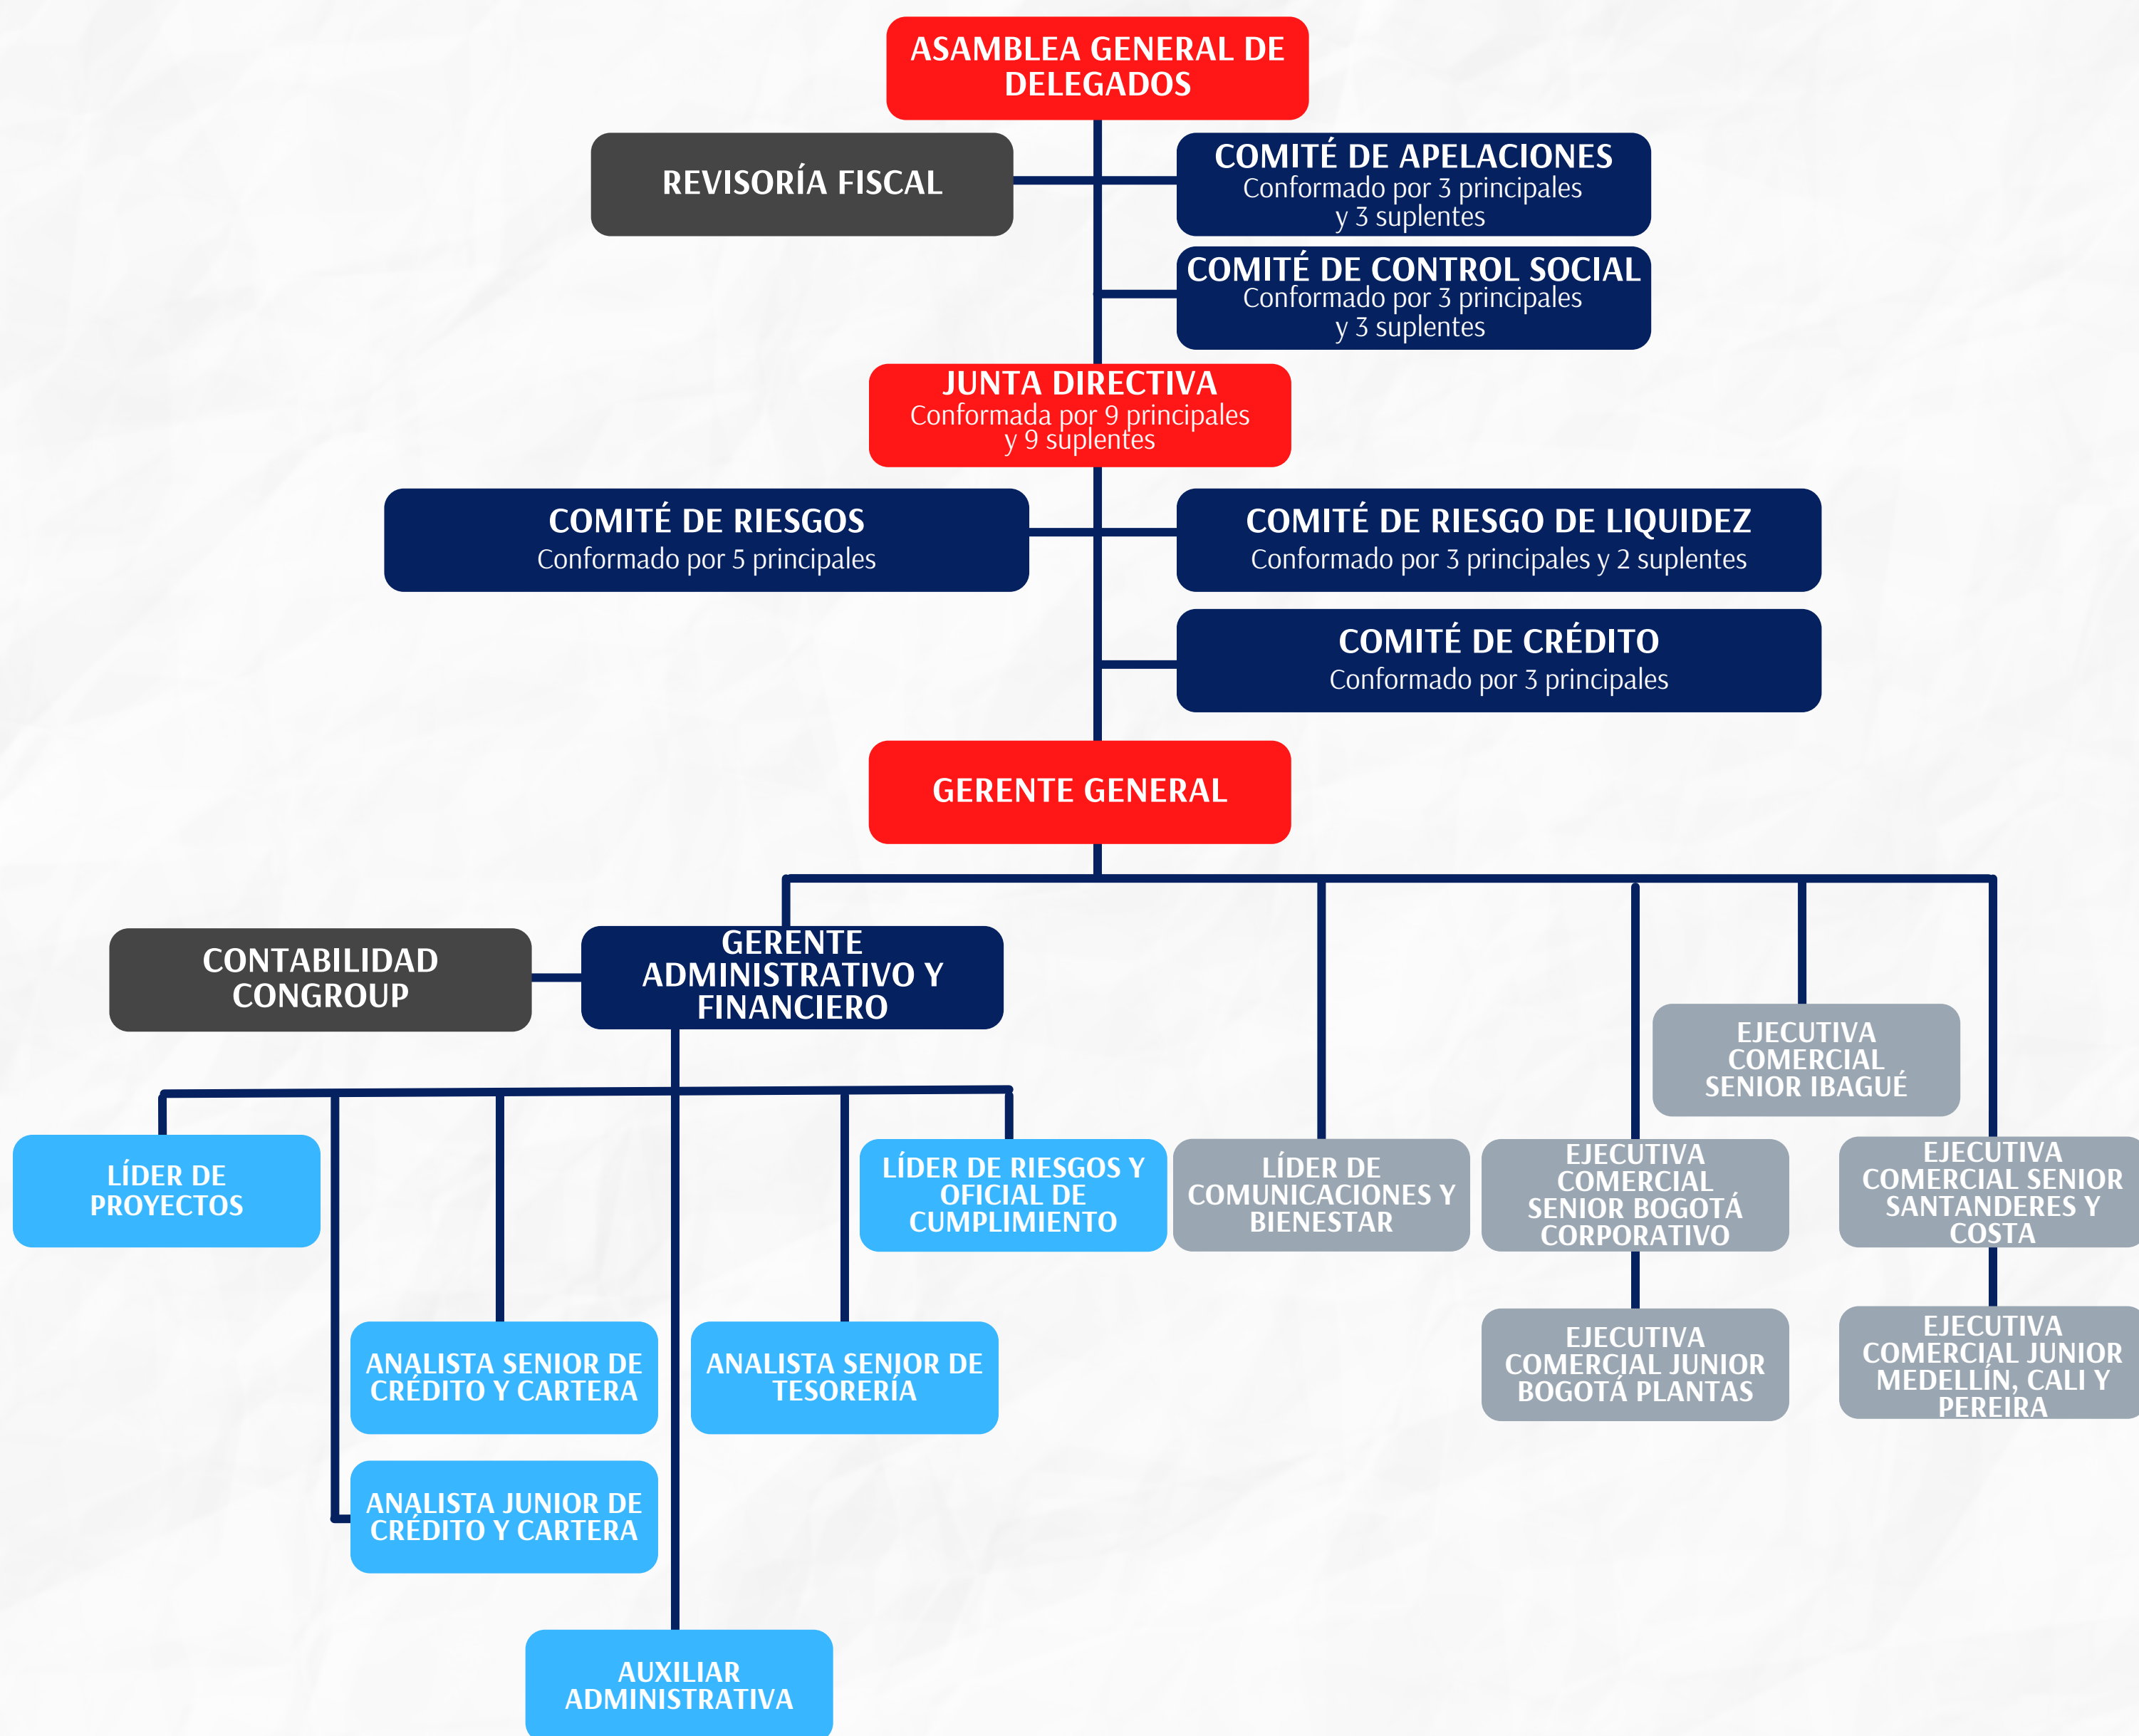 ASAMBLEA GENERAL DE
DELEGADOS
REVISORÍA FISCAL
COMITÉ DE APELACIONES
Conformado por 3 principales
y 3 suplentes
COMITÉ DE CONTROL SOCIAL
Conformado por 3 principales
y 3 suplentes
JUNTA DIRECTIVA
Conformada por 9 principales
y 9 suplentes
COMITÉ DE RIESGOS
Conformado por 5 principales
COMITÉ DE RIESGO DE LIQUIDEZ
Conformado por 3 principales y 2 suplentes
COMITÉ DE CRÉDITO
Conformado por 3 principales
GERENTE GENERAL
CONTABILIDAD
CONGROUP
GERENTE
ADMINISTRATIVO Y
FINANCIERO
EJECUTIVA
COMERCIAL
SENIOR IBAGUÉ
LÍDER DE
PROYECTOS
LÍDER DE RIESGOS Y
OFICIAL DE
CUMPLIMIENTO
LÍDER DE
COMUNICACIONES Y
BIENESTAR
EJECUTIVA
COMERCIAL
SENIOR BOGOTÁ
CORPORATIVO
EJECUTIVA
COMERCIAL SENIOR
SANTANDERES Y
COSTA
ANALISTA SENIOR DE
CRÉDITO Y CARTERA
ANALISTA SENIOR DE
TESORERÍA
EJECUTIVA
COMERCIAL JUNIOR
BOGOTÁ PLANTAS
EJECUTIVA
COMERCIAL JUNIOR
MEDELLÍN, CALI Y
PEREIRA
ANALISTA JUNIOR DE
CRÉDITO Y CARTERA
AUXILIAR
ADMINISTRATIVA